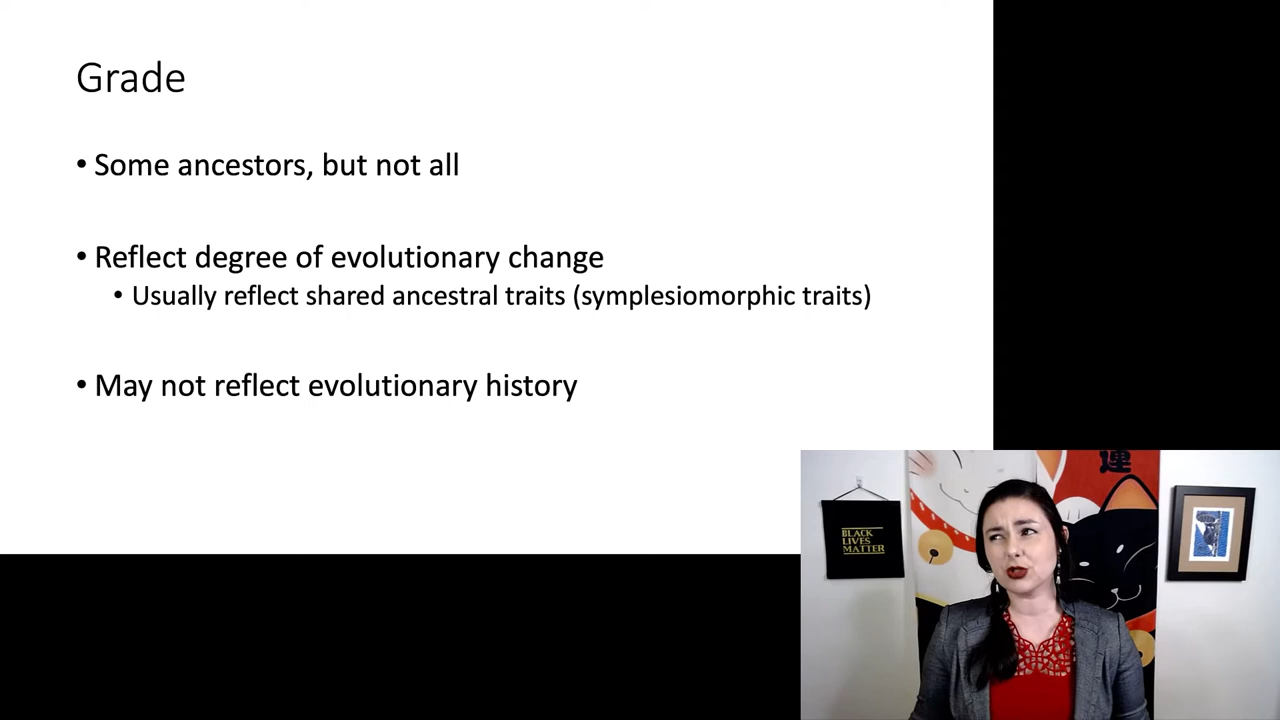 Grade
• Some ancestors, but not all
• Reflect degree of evolutionary change
• Usually reflect shared ancestral traits (symplesiomorphic traits)
• May not reflect evolutionary history
運
BLACK
LIVES
MATTER